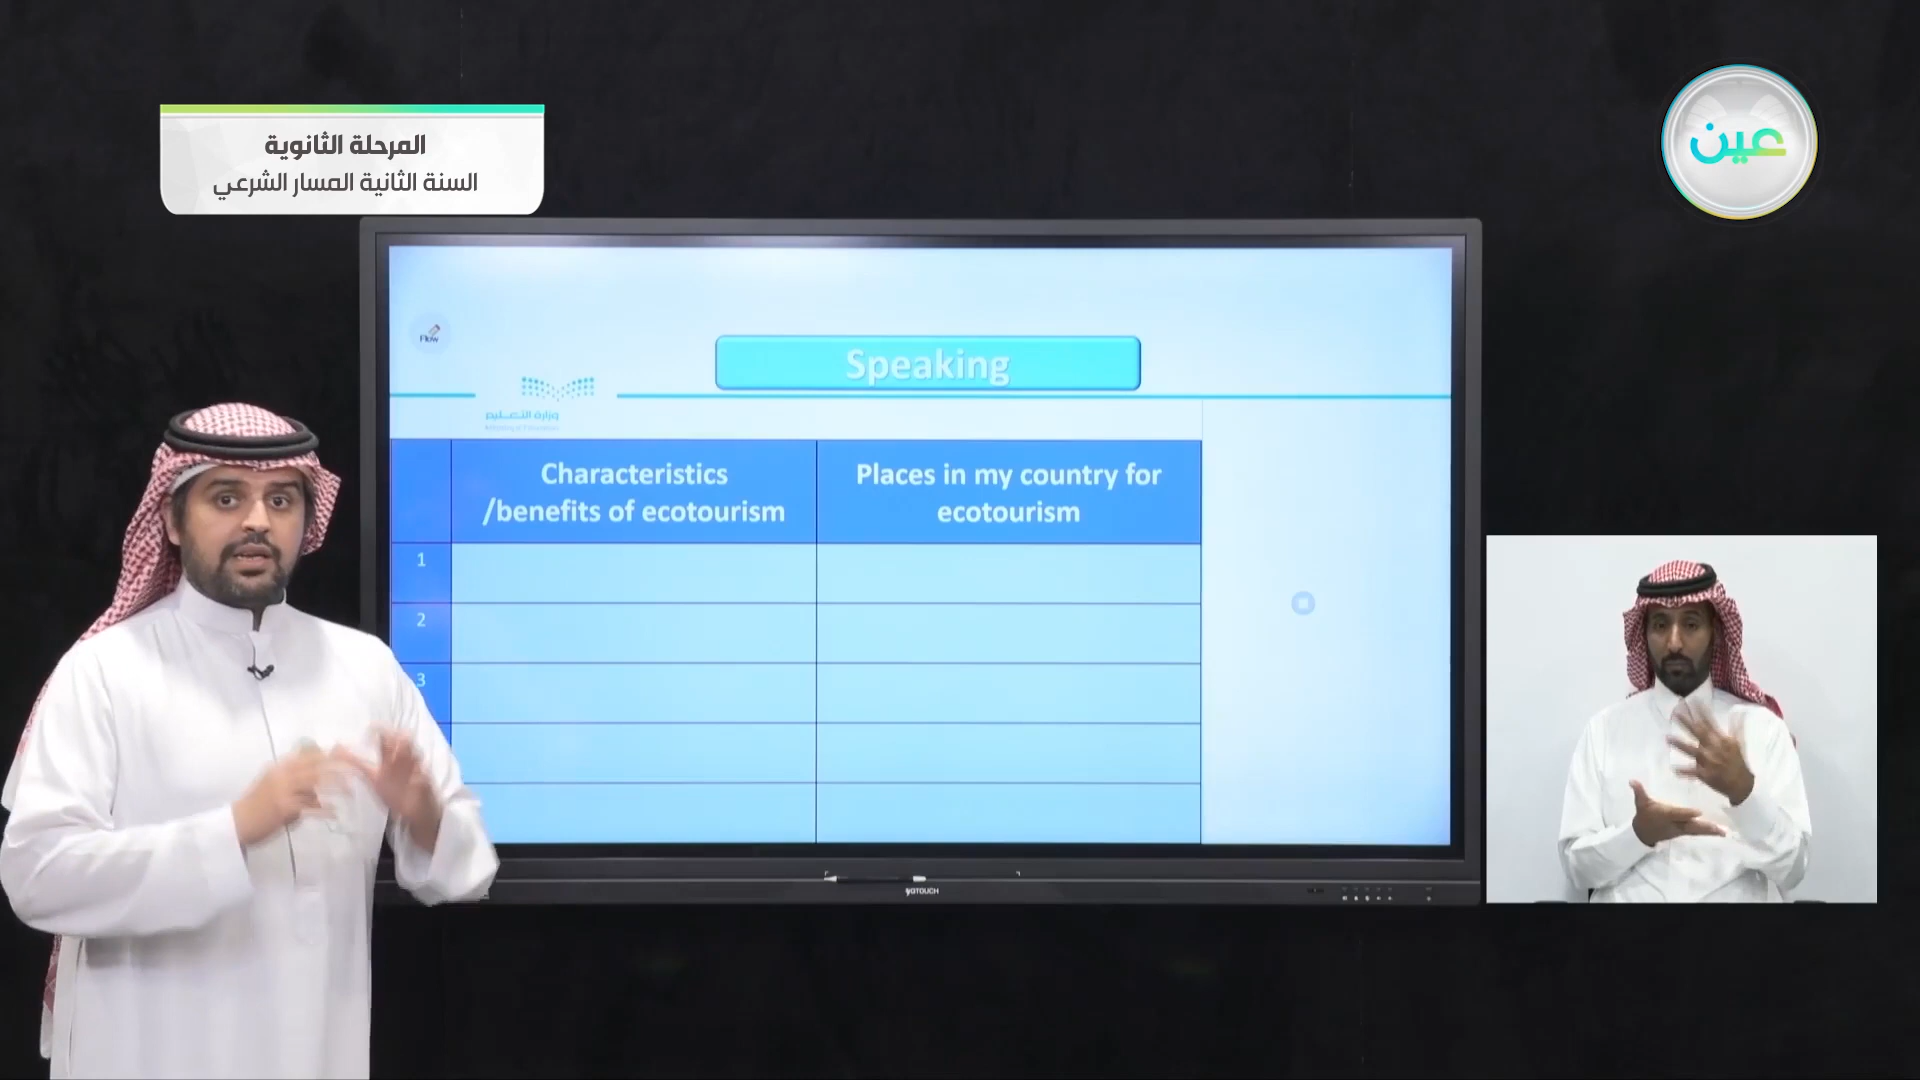 المرحلة الثانوية
السنة الثانية المسار الشرعي
عين
Flow
Speaking
وزارة التعليم
Characteristics
/benefits of ecotourism
Places in my country for
ecotourism
1
2
3